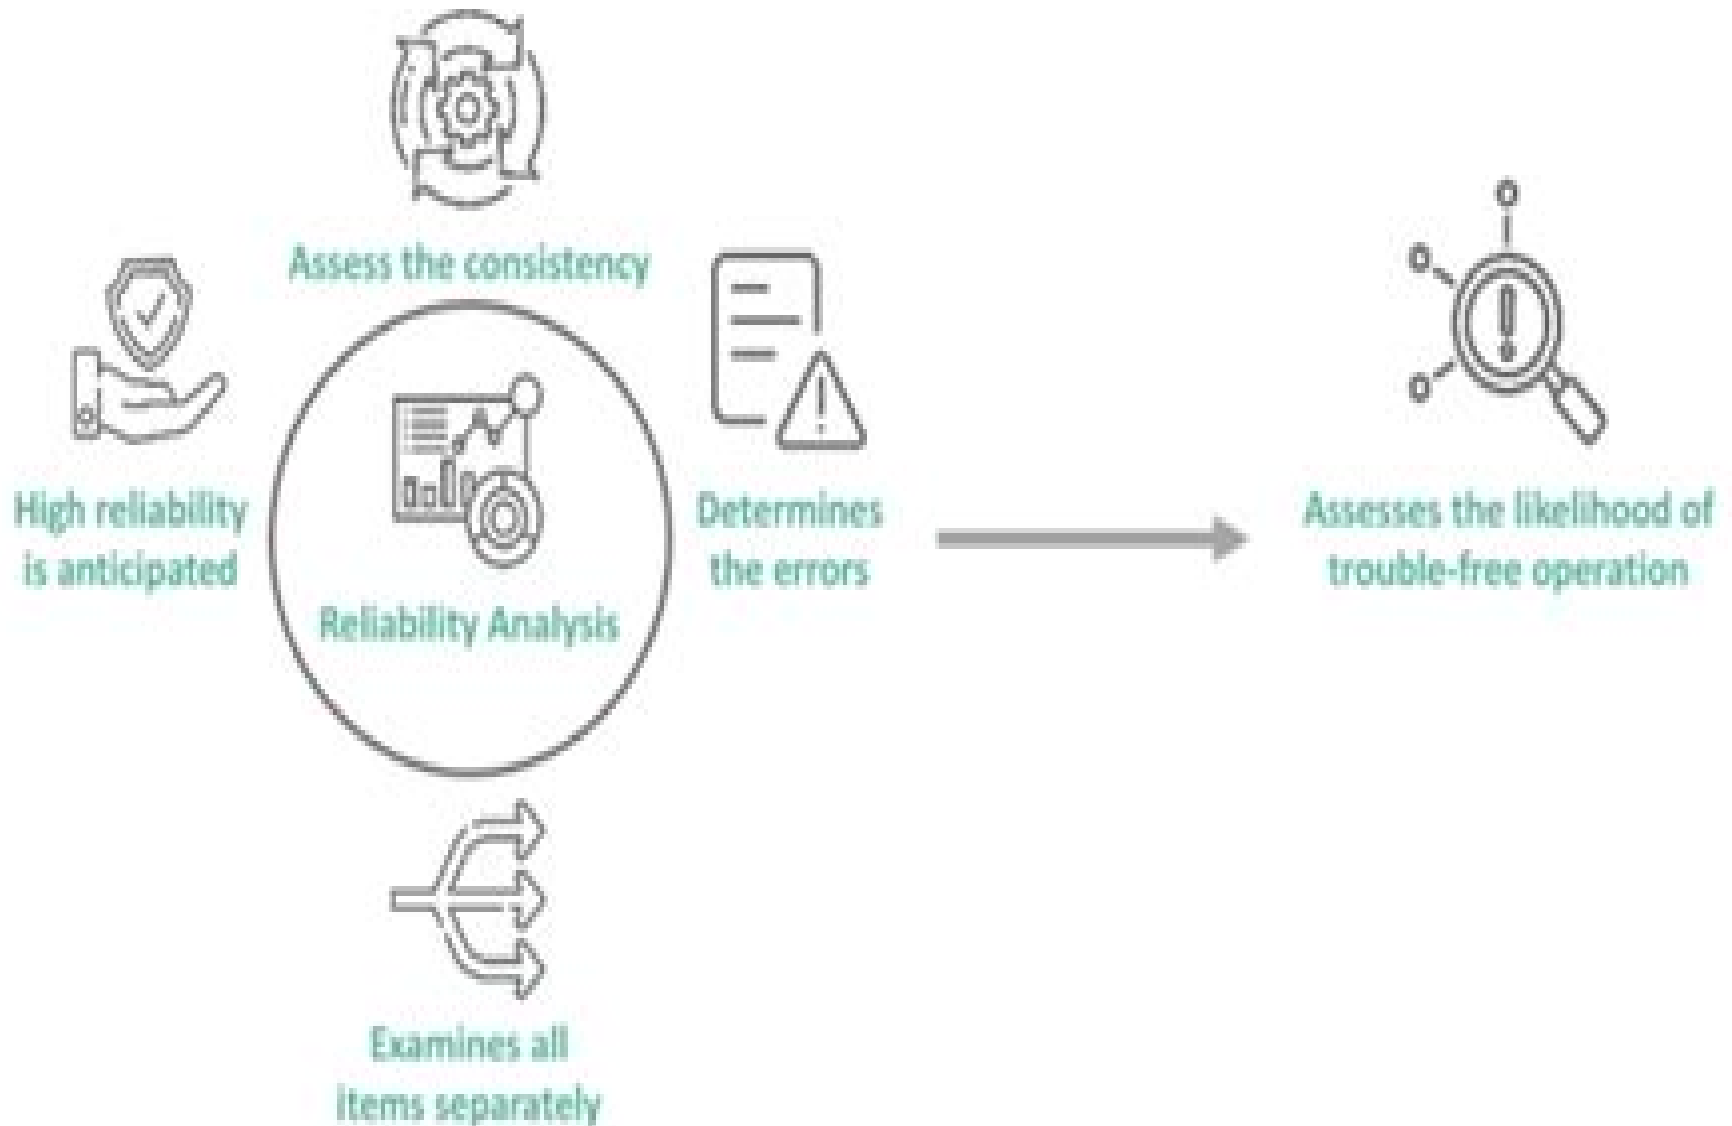 Assess the consistency
High reliability
is anticipated
Reliability Analysis
Determines
the errors
Assesses the likelihood of
trouble-free operation
Examines all
items separately